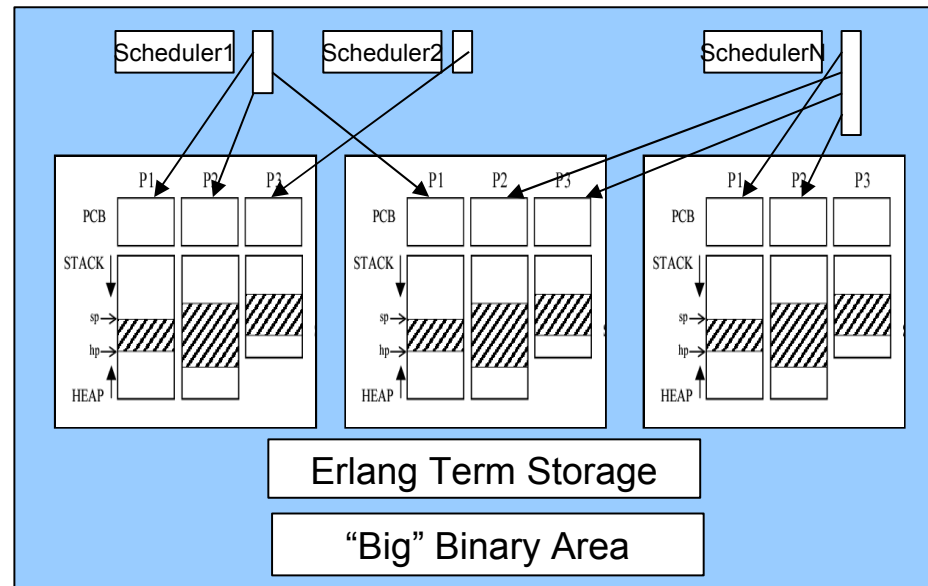 Scheduler1 Scheduler2 SchedulerN
P1 P2 P3 P1 P2 P3 P1 P2 P3
PCB PCB PCB
STACK STACK STACK
sp sp sp
hp hp hp
HEAP HEAP HEAP
Erlang Term Storage
“Big” Binary Area